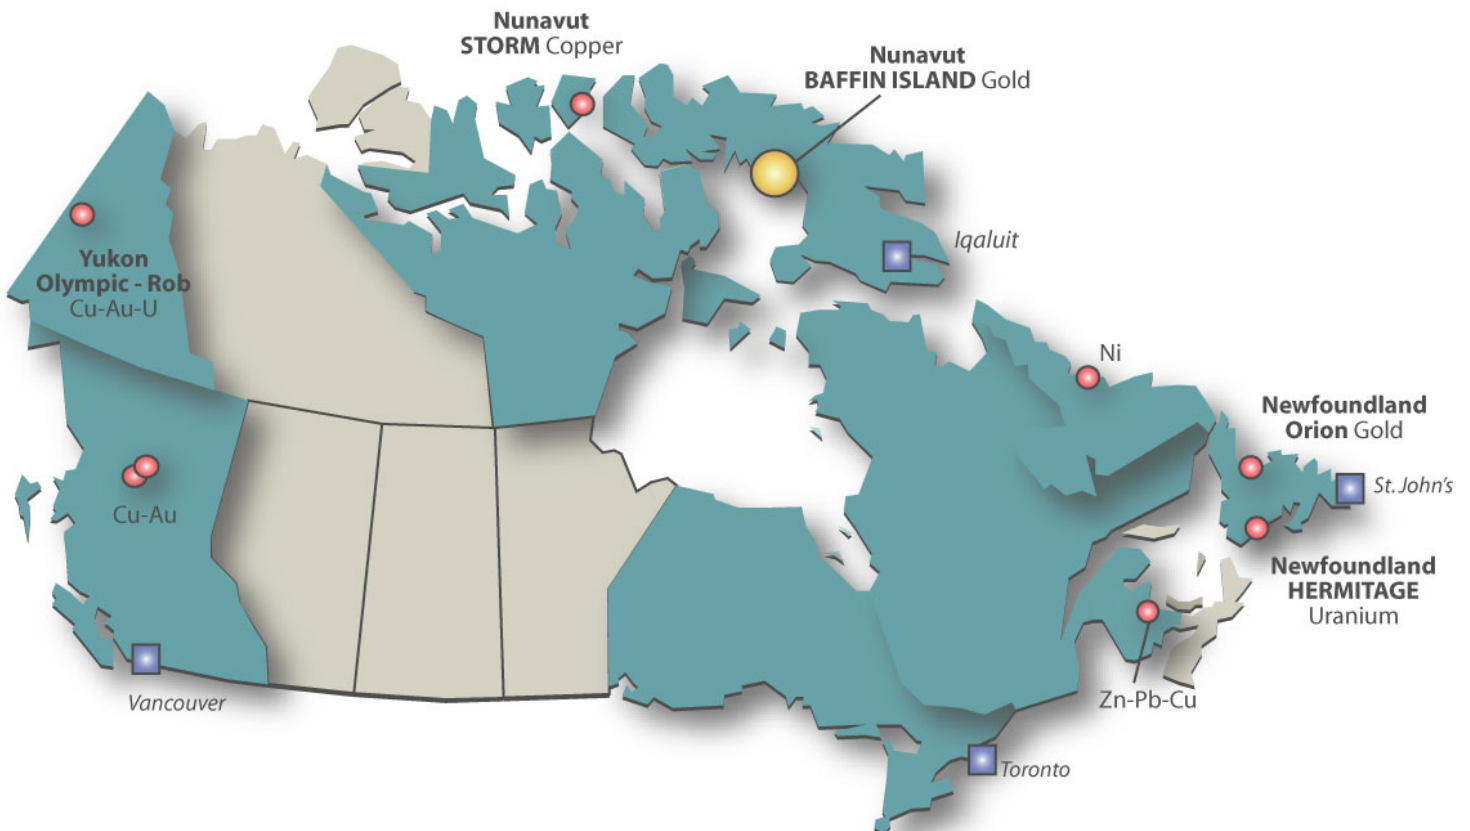 Nunavut
STORM Copper
Nunavut
BAFFIN ISLAND Gold
Iqaluit
Yukon
Olympic - Rob
Cu-Au-U
Ni
Newfoundland
Orion Gold
St. John's
Cu-Au
Newfoundland
HERMITAGE
Uranium
Zn-Pb-Cu
Vancouver
Toronto